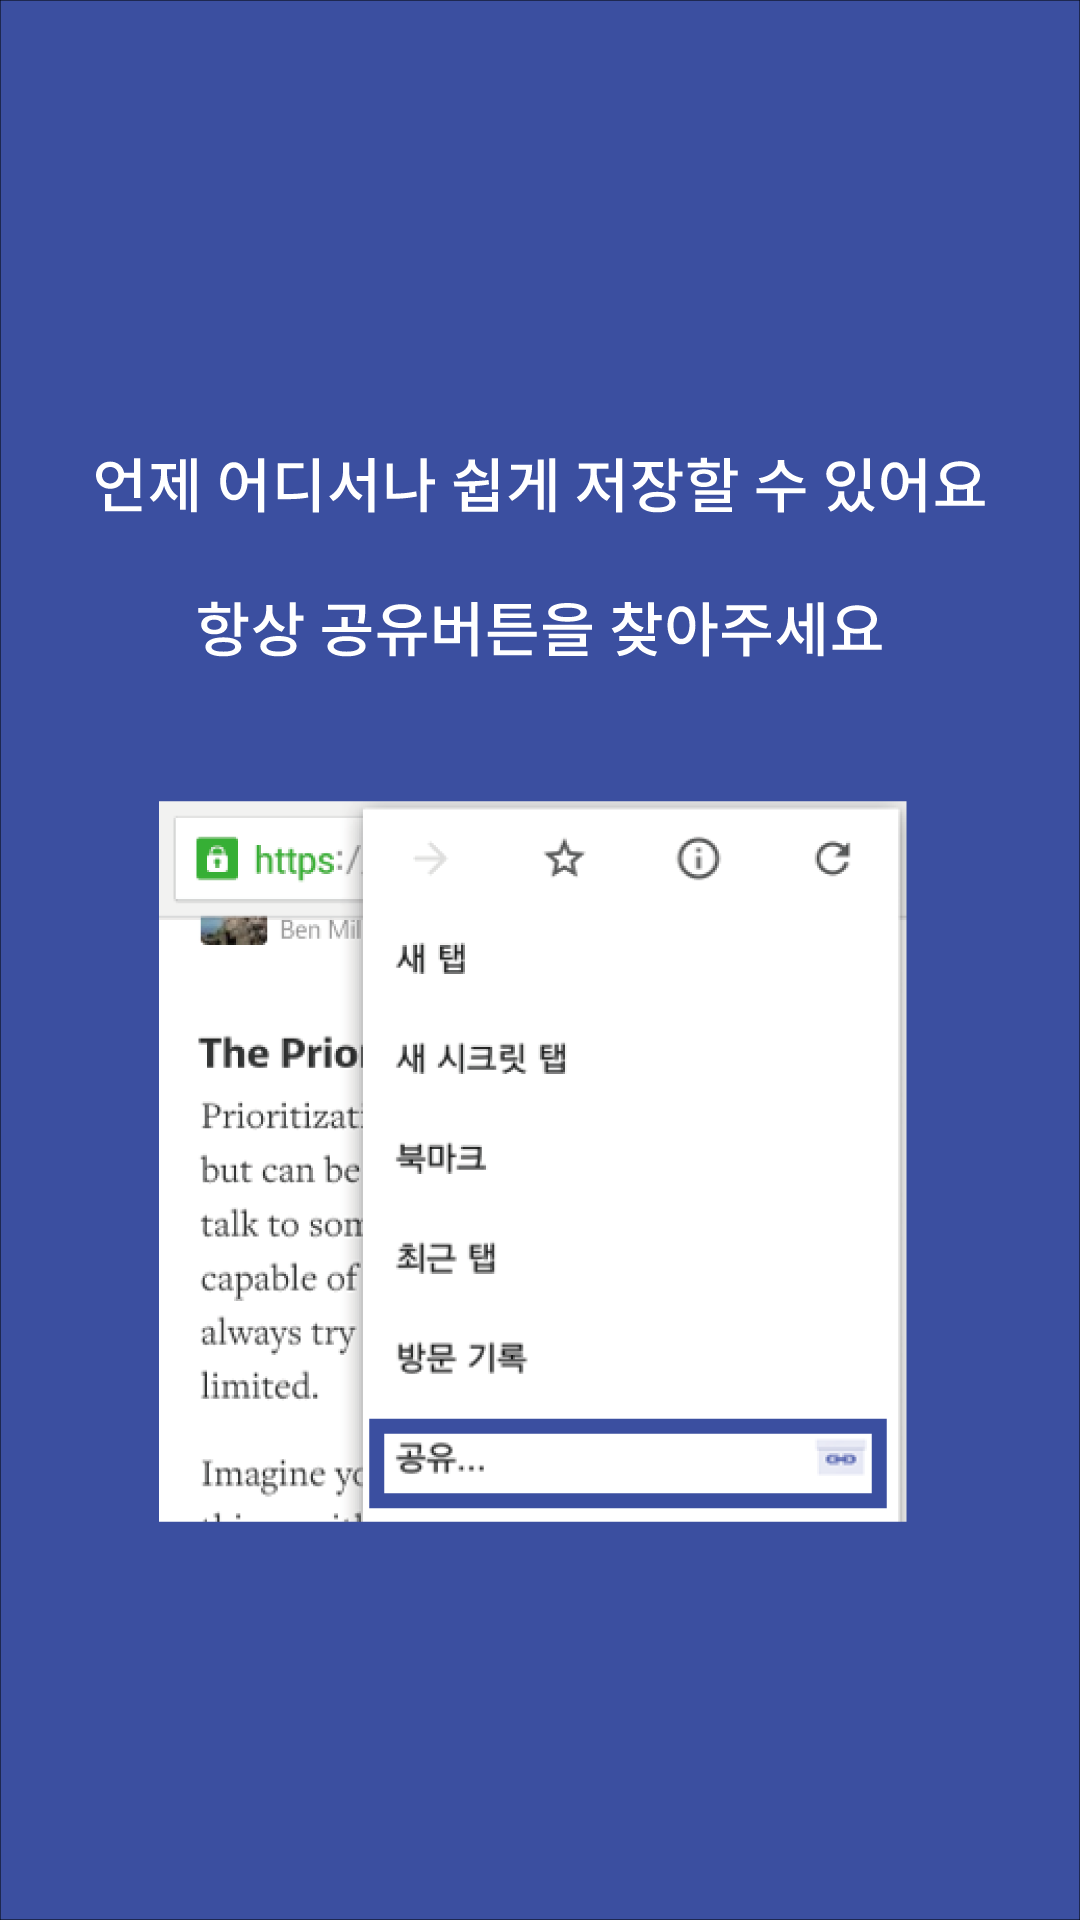 언제 어디서나 쉽게 저장할 수 있어요
항상 공유버튼을 찾아주세요
https:/
Ben Mil
The Prior
Prioritizati
but can be
talk to som
capable of
always try
limited.
Imagine yo
새 탭
새 시크릿 탭
북마크
최근 탭
방문 기록
공유...